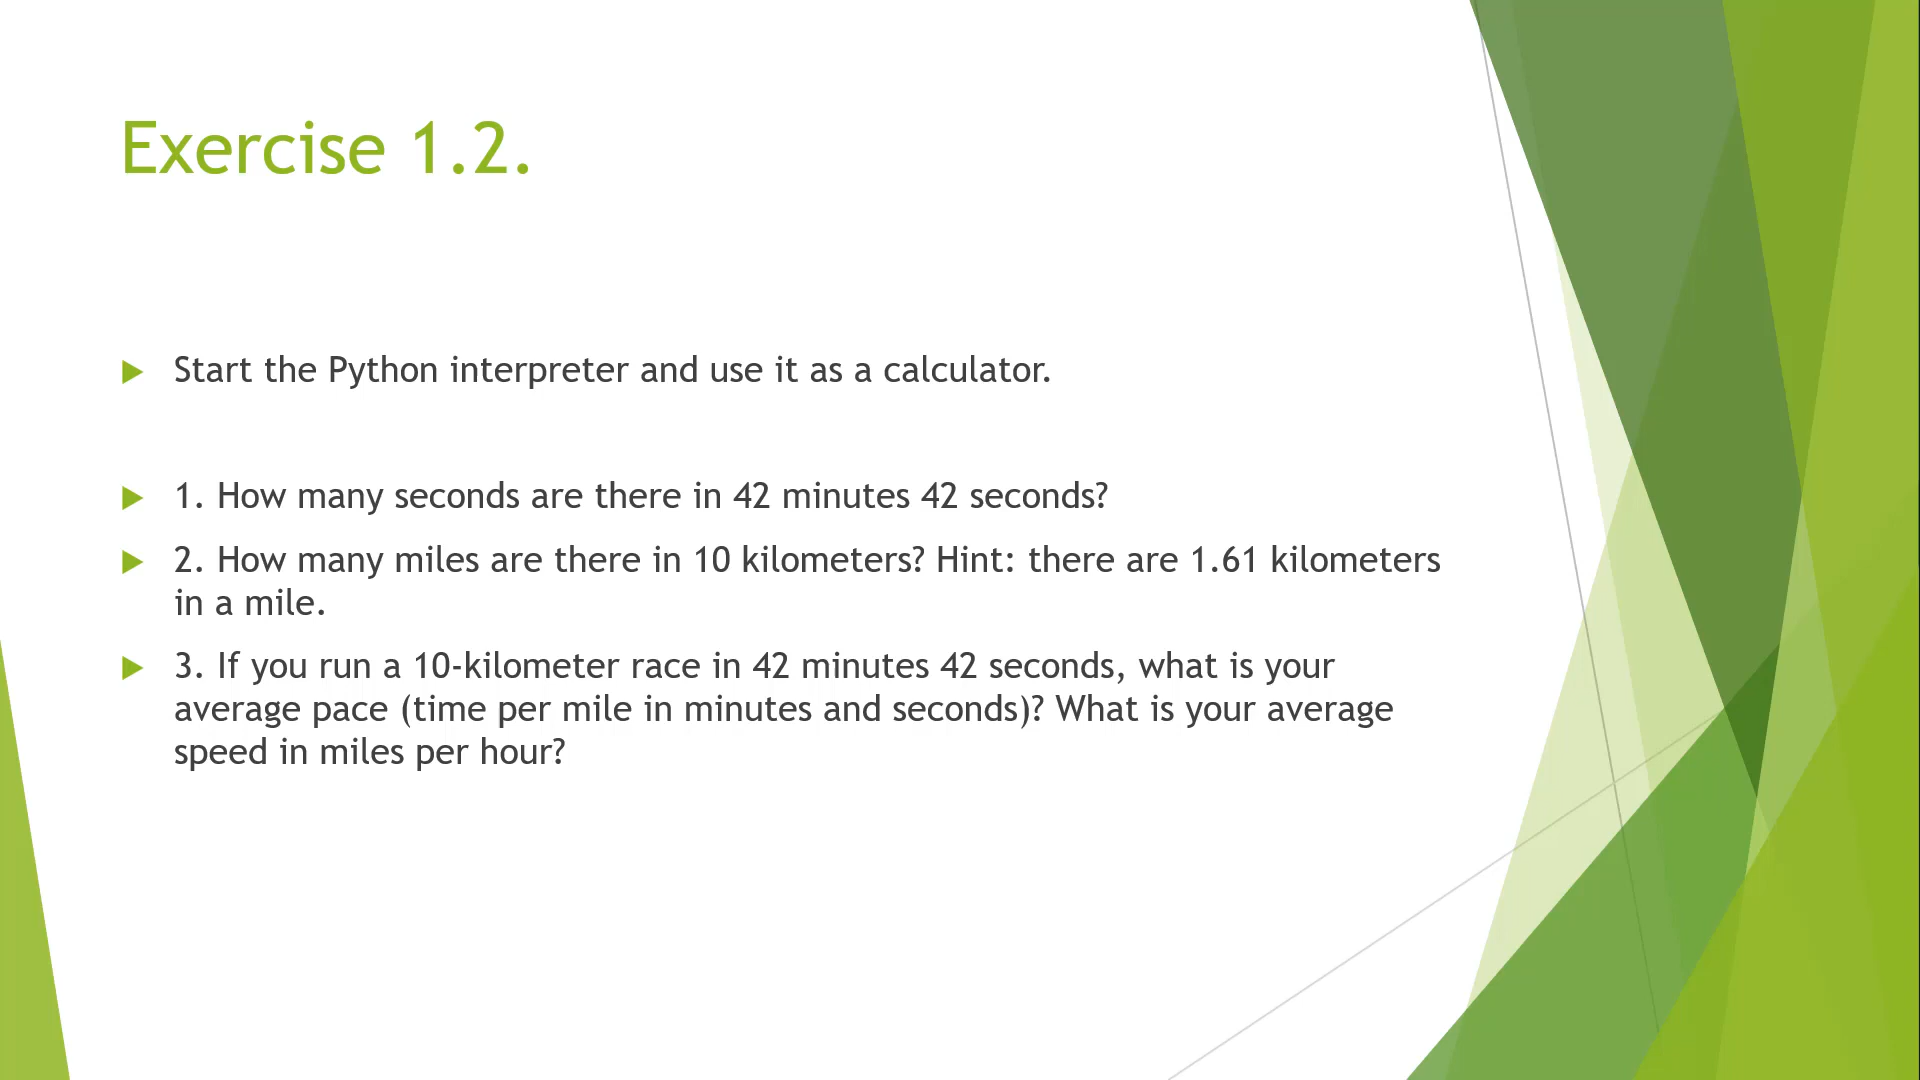 Exercise 1.2.
Start the Python interpreter and use it as a calculator.
1. How many seconds are there in 42 minutes 42 seconds?
2. How many miles are there in 10 kilometers? Hint: there are 1.61 kilometers
in a mile.
3. If you run a 10-kilometer race in 42 minutes 42 seconds, what is your
average pace (time per mile in minutes and seconds)? What is your average
speed in miles per hour?